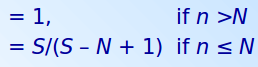 = 1, if n >N
= S/(S – N + 1) if n ≤ N